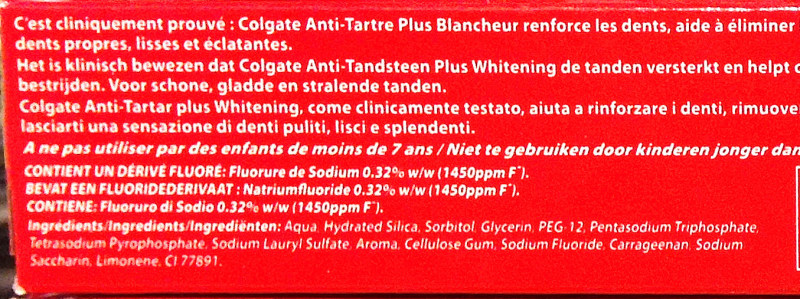 C'est cliniquement prouvé : Colgate Anti-Tartre Plus Blancheur renforce les dents, aide à éliminer
dents propres, lisses et éclatantes.
Het is klinisch bewezen dat Colgate Anti-Tandsteen Plus Whitening de tanden versterkt en helpt
bestrijden. Voor schone, gladde en stralende tanden.
Colgate Anti-Tartar plus Whitening, come clinicamente testato, aiuta a rinforzare i denti, rimuove
lasciarti una sensazione di denti puliti, lisci e splendenti.
A ne pas utiliser par des enfants de moins de 7 ans / Niet te gebruiken door kinderen jonger dan
CONTIENT UN DÉRIVÉ FLUORÉ: Fluorure de Sodium 0.32% w/w (1450ppm F-).
BEVAT EEN FLUORIDEDERIVAAT : Natriumfluoride 0.32% w/w (1450ppm F-).
CONTIENE: Fluoruro di Sodio 0.32% w/w (1450ppm F-).
Ingrédients/Ingredients/Ingrediënten: Aqua, Hydrated Silica, Sorbitol, Glycerin, PEG-12, Pentasodium Triphosphate,
Tetrasodium Pyrophosphate, Sodium Lauryl Sulfate, Aroma, Cellulose Gum, Sodium Fluoride, Carrageenan, Sodium
Saccharin, Limonene, CI 77891.